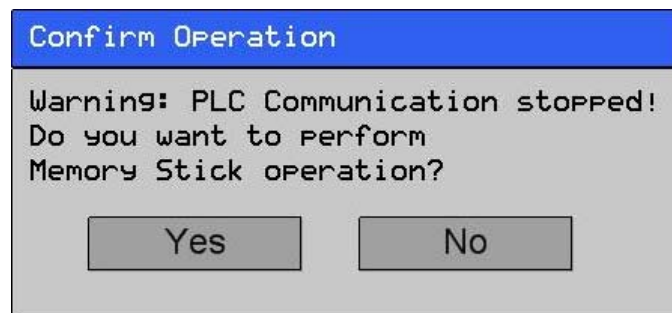 Confirm Operation
Warning: PLC Communication stopped!
Do you want to perform
Memory Stick operation?
Yes No